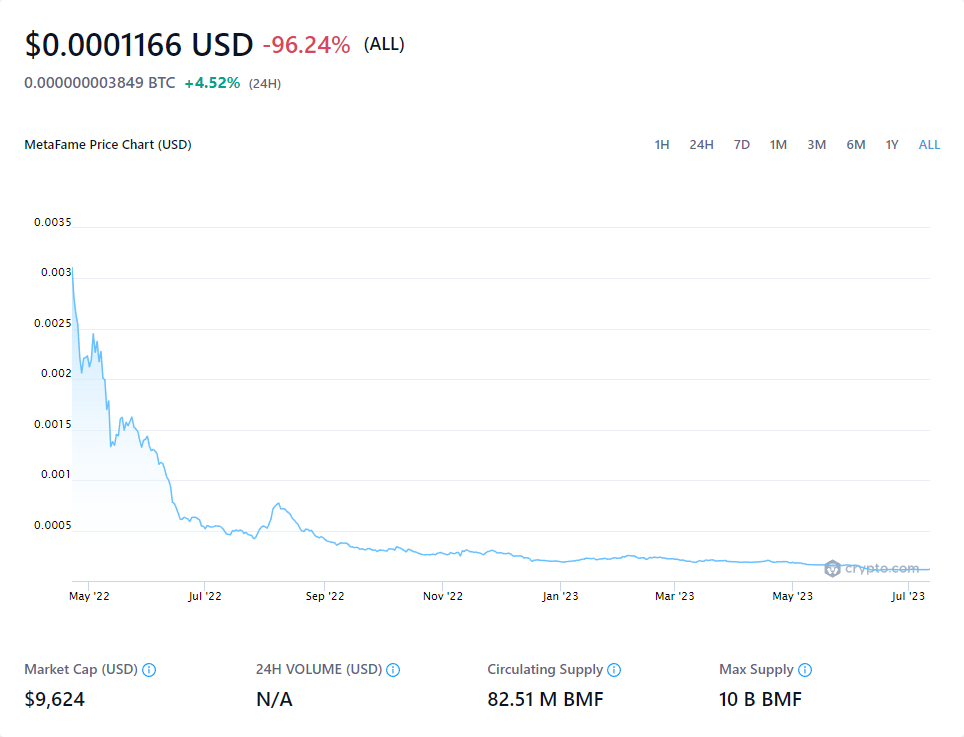 $0.0001166 USD -96.24% (ALL)
0.000000003849 BTC +4.52% (24H)
MetaFame Price Chart (USD) 1H 24H 7D 1M 3M 6M 1Y ALL
0.0035
0.003
0.0025
0.002
0.0015
0.001
0.0005
crypto.com
May '22 Jul '22 Sep '22 Nov '22 Jan '23 Mar '23 May '23 Jul '23
Market Cap (USD) 24H VOLUME (USD) Circulating Supply Max Supply
$9,624 N/A 82.51 M BMF 10 B BMF